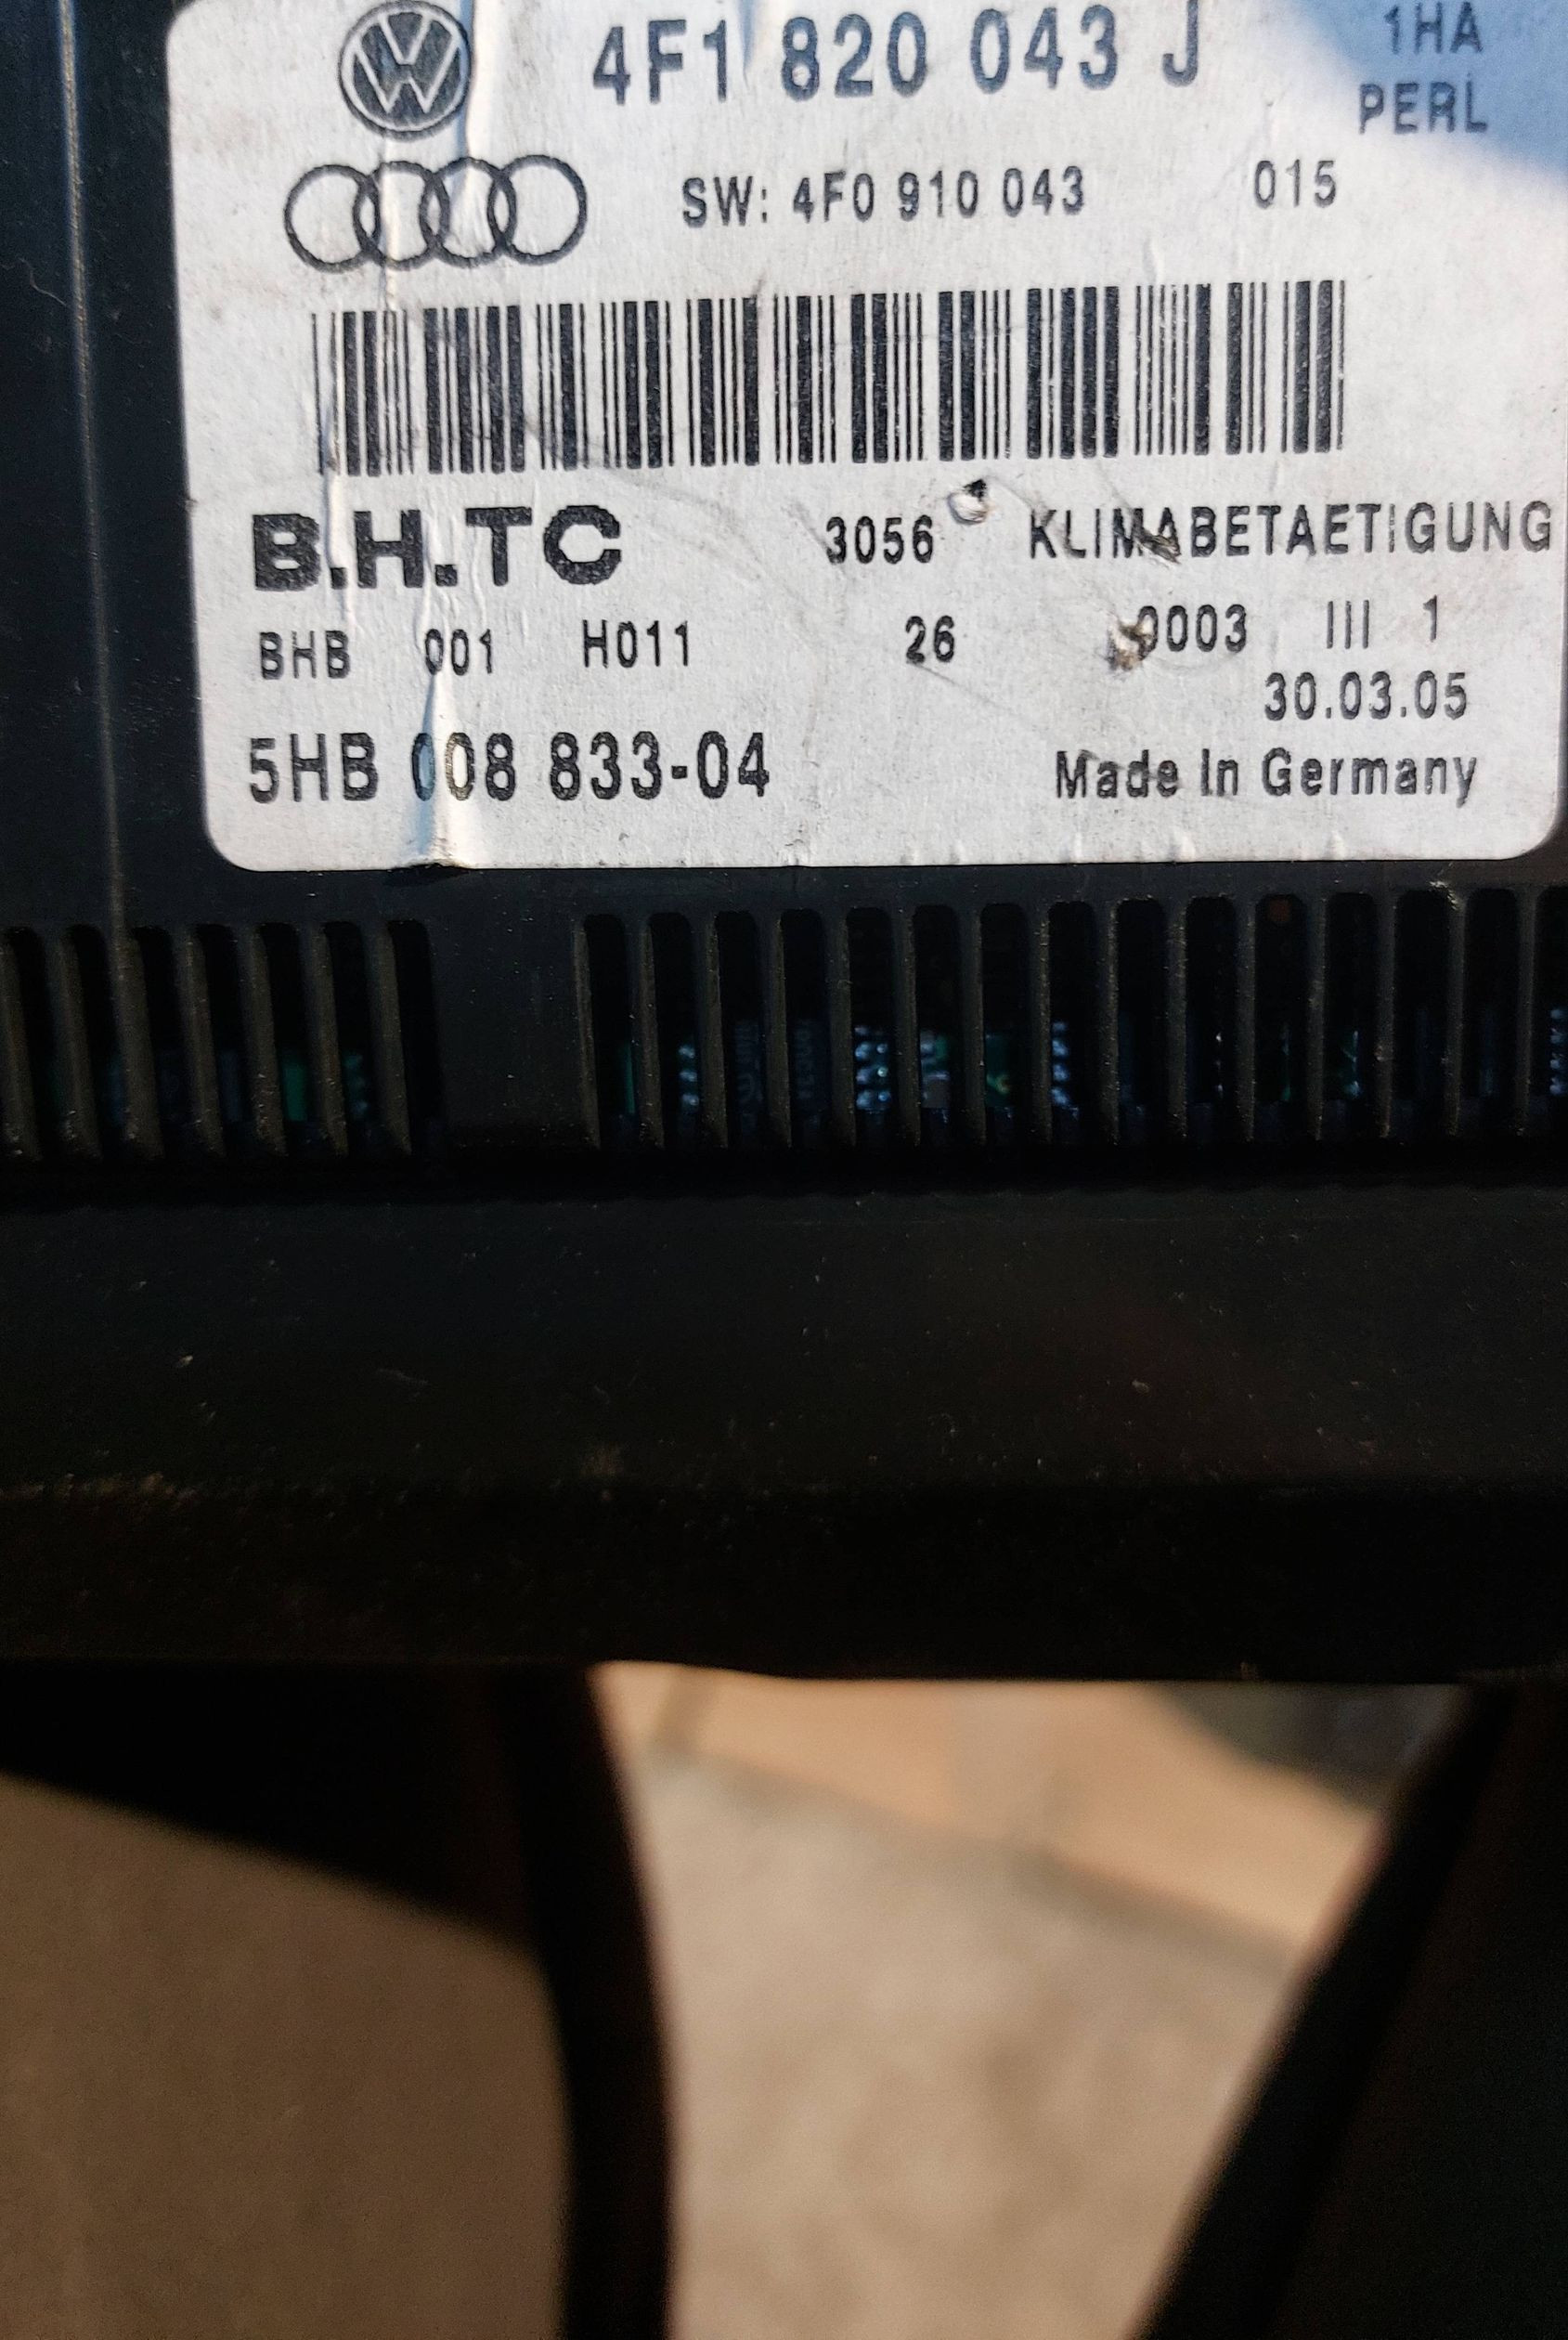 4F1 820 043 J 1HA
PERL
SW: 4F0 910 043 015
B.H.TC 3056 KLIMABETAETIGUNG
BHB 001 H011 26 0003 III 1
30.03.05
5HB 008 833-04 Made In Germany